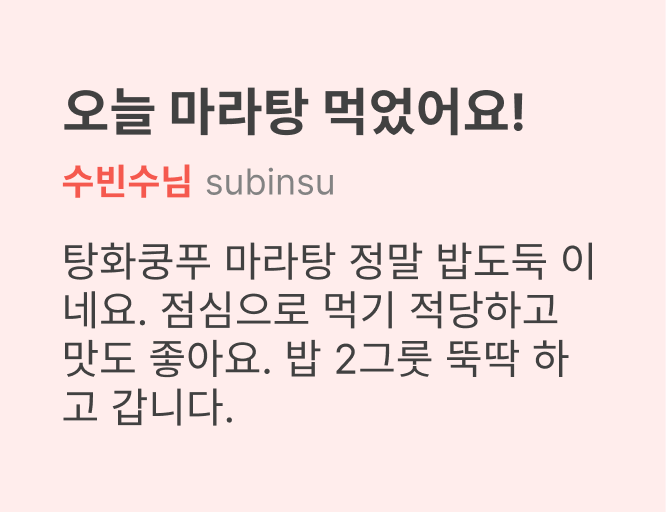 오늘 마라탕 먹었어요!
수빈수님 subinsu
탕화쿵푸 마라탕 정말 밥도둑 이
네요. 점심으로 먹기 적당하고
맛도 좋아요. 밥 2그릇 뚝딱 하
고 갑니다.